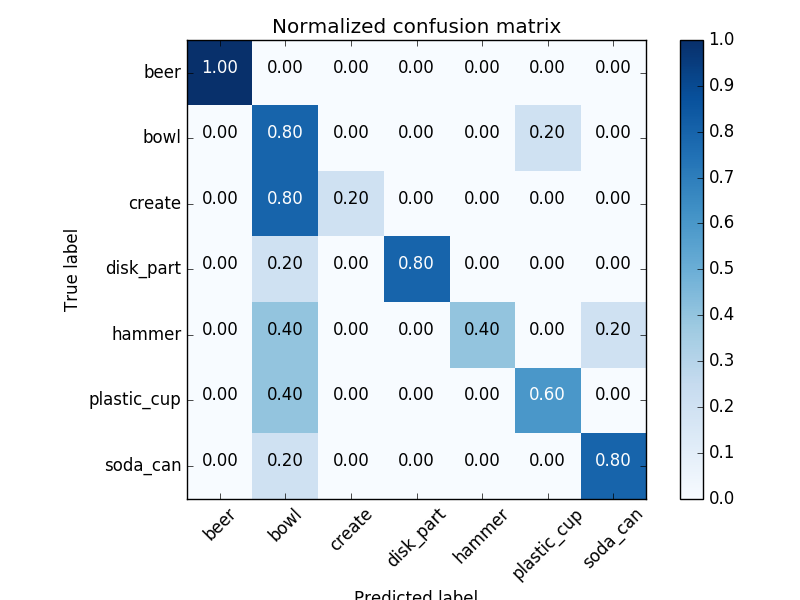 Normalized confusion matrix
True label
beer 1.00 0.00 0.00 0.00 0.00 0.00 0.00
bowl 0.00 0.80 0.00 0.00 0.00 0.20 0.00
create 0.00 0.80 0.20 0.00 0.00 0.00 0.00
disk_part 0.00 0.20 0.00 0.80 0.00 0.00 0.00
hammer 0.00 0.40 0.00 0.00 0.40 0.00 0.20
plastic_cup 0.00 0.40 0.00 0.00 0.00 0.60 0.00
soda_can 0.00 0.20 0.00 0.00 0.00 0.00 0.80
beer bowl create disk_part hammer plastic_cup soda_can
Predicted label
1.0
0.9
0.8
0.7
0.6
0.5
0.4
0.3
0.2
0.1
0.0